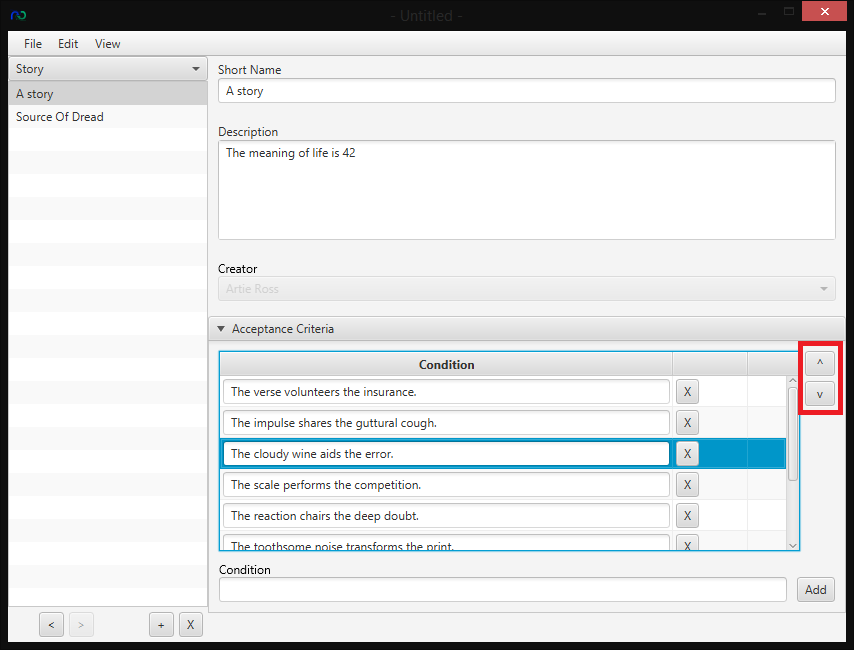 - Untitled -
File Edit View
Story
A story
Source Of Dread
Short Name
A story
Description
The meaning of life is 42
Creator
Artie Ross
Acceptance Criteria
Condition
^
v
The verse volunteers the insurance. X
The impulse shares the guttural cough. X
The cloudy wine aids the error. X
The scale performs the competition. X
The reaction chairs the deep doubt. X
The toothsome noise transforms the print. X
Condition
Add
< > + X